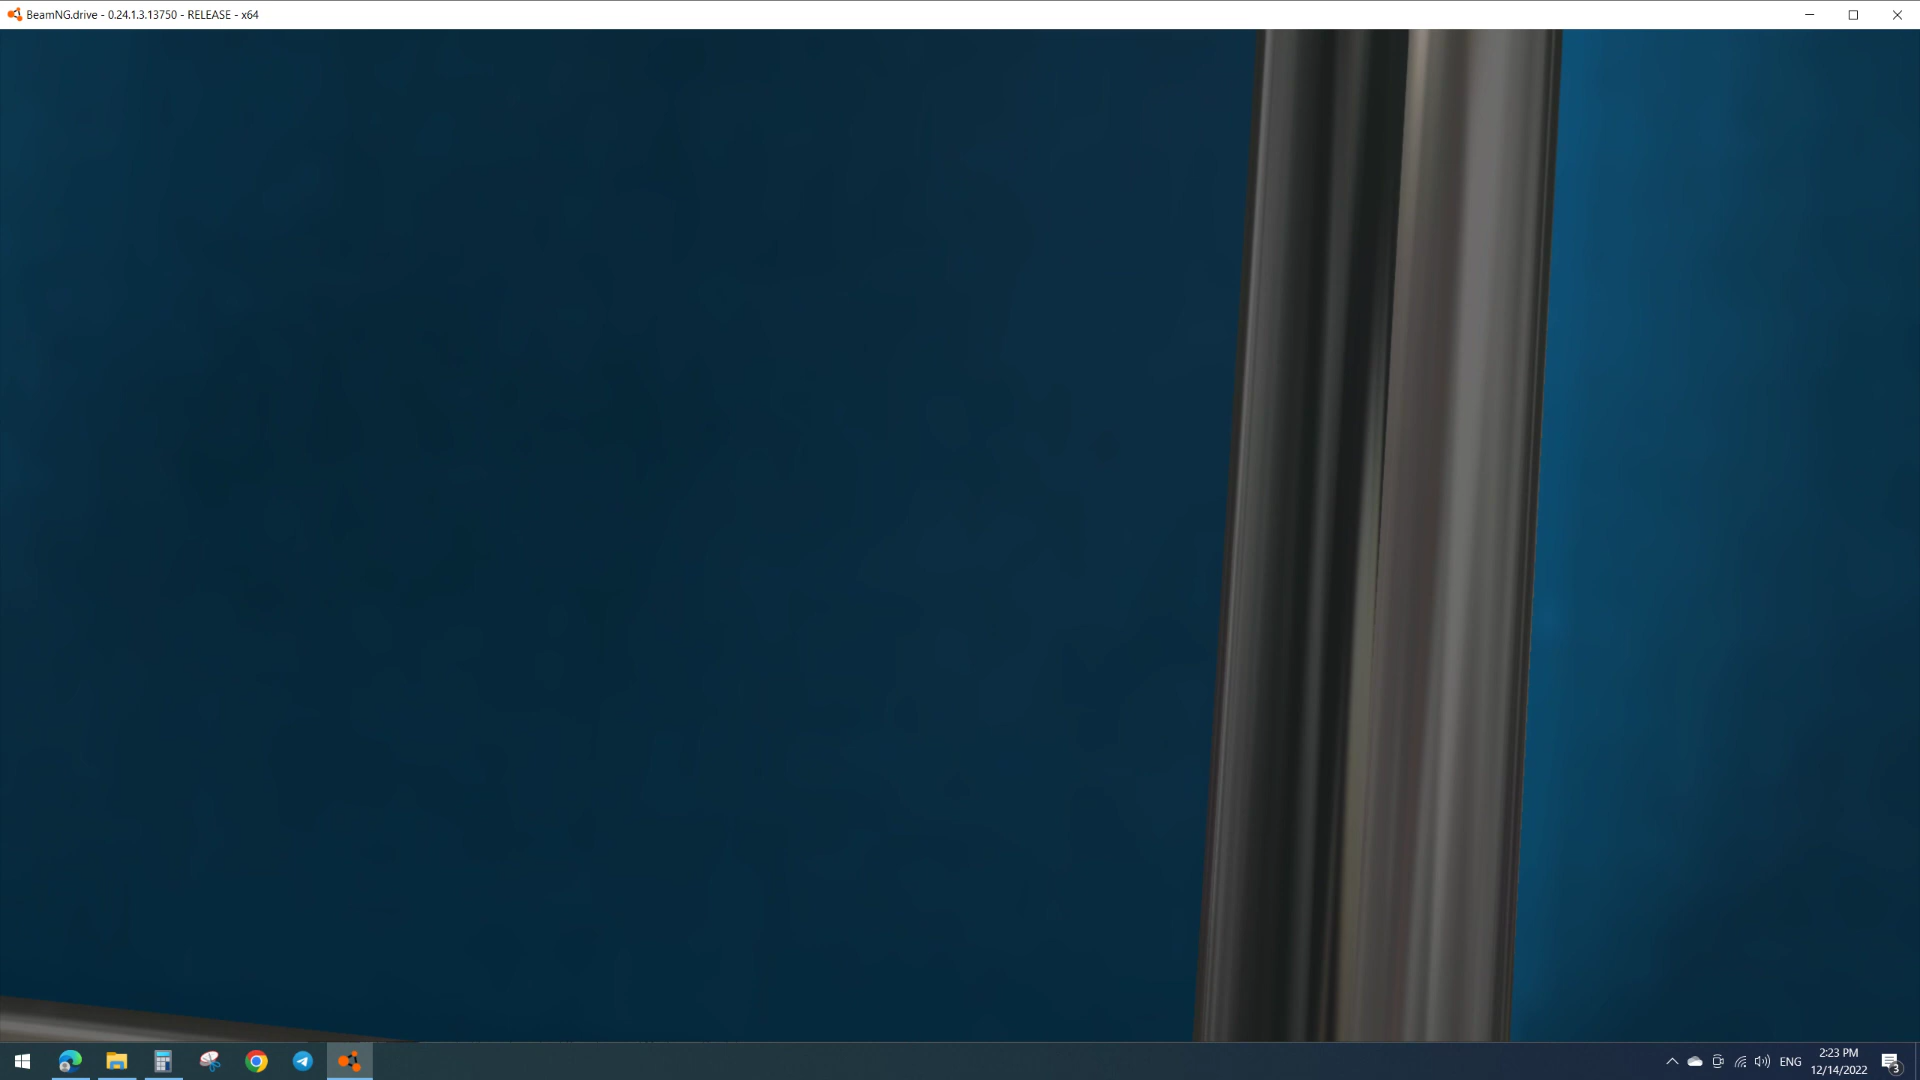 BeamNG.drive - 0.24.1.3.13750 - RELEASE - x64
ENG
2:23 PM
12/14/2022
3